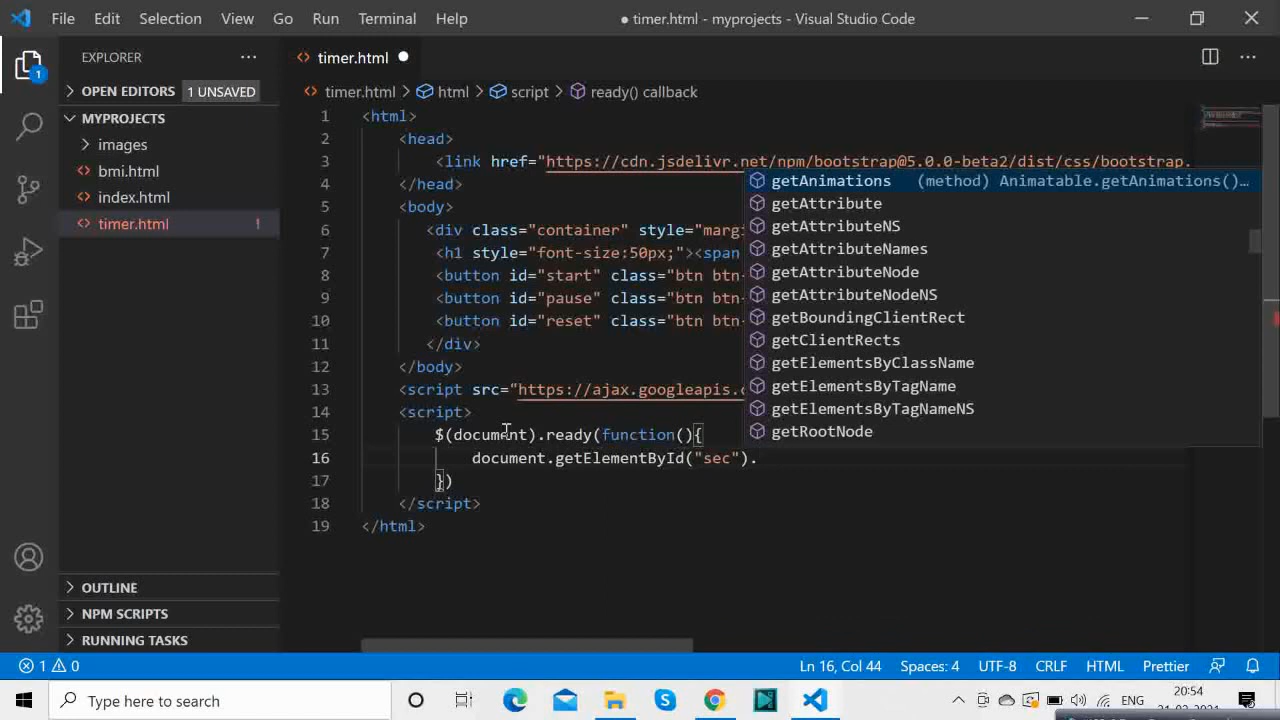 File Edit Selection View Go Run Terminal Help ● timer.html - myprojects - Visual Studio Code
EXPLORER
timer.html
OPEN EDITORS 1 UNSAVED
timer.html > html > script > ready() callback
MYPROJECTS
images
bmi.html
index.html
timer.html 1
1 <html>
2 <head>
3 <link href="https://cdn.jsdelivr.net/npm/bootstrap@5.0.0-beta2/dist/css/bootstrap.
4 </head>
5 <body>
6 <div class="container" style="marg
7 <h1 style="font-size:50px;"><span
8 <button id="start" class="btn btn-
9 <button id="pause" class="btn btn-
10 <button id="reset" class="btn btn-
11 </div>
12 </body>
13 <script src="https://ajax.googleapis.c
14 <script>
15 $(document).ready(function(){
16 document.getElementById("sec").
17 })
18 </script>
19 </html>
getAnimations (method) Animatable.getAnimations()…
getAttribute
getAttributeNS
getAttributeNames
getAttributeNode
getAttributeNodeNS
getBoundingClientRect
getClientRects
getElementsByClassName
getElementsByTagName
getElementsByTagNameNS
getRootNode
1
OUTLINE
NPM SCRIPTS
RUNNING TASKS
1 0 Ln 16, Col 44 Spaces: 4 UTF-8 CRLF HTML Prettier
Type here to search
ENG
20:54